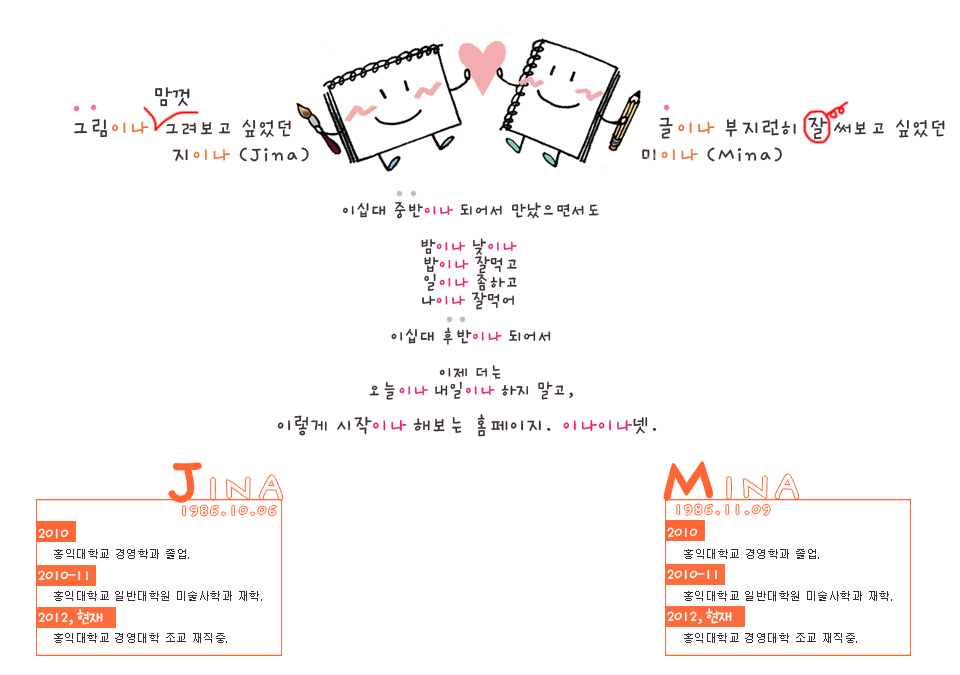 맘껏
그림이나 그려보고 싶었던
지이나 (Jina)
글이나 부지런히 잘 써보고 싶었던
미이나 (Mina)
이십대 중반이나 되어서 만났으면서도
밤이나 낮이나
밥이나 잘먹고
일이나 좀하고
나이나 잘먹어
이십대 후반이나 되어서
이제 더는
오늘이나 내일이나 하지 말고,
이렇게 시작이나 해보는 홈페이지. 이나이나넷.
JINA
1986.10.06
2010
홍익대학교 경영학과 졸업.
2010-11
홍익대학교 일반대학원 미술사학과 재학.
2012, 현재
홍익대학교 경영대학 조교 재직중.
MINA
1986.11.09
2010
홍익대학교 경영학과 졸업.
2010-11
홍익대학교 일반대학원 미술사학과 재학.
2012, 현재
홍익대학교 경영대학 조교 재직중.